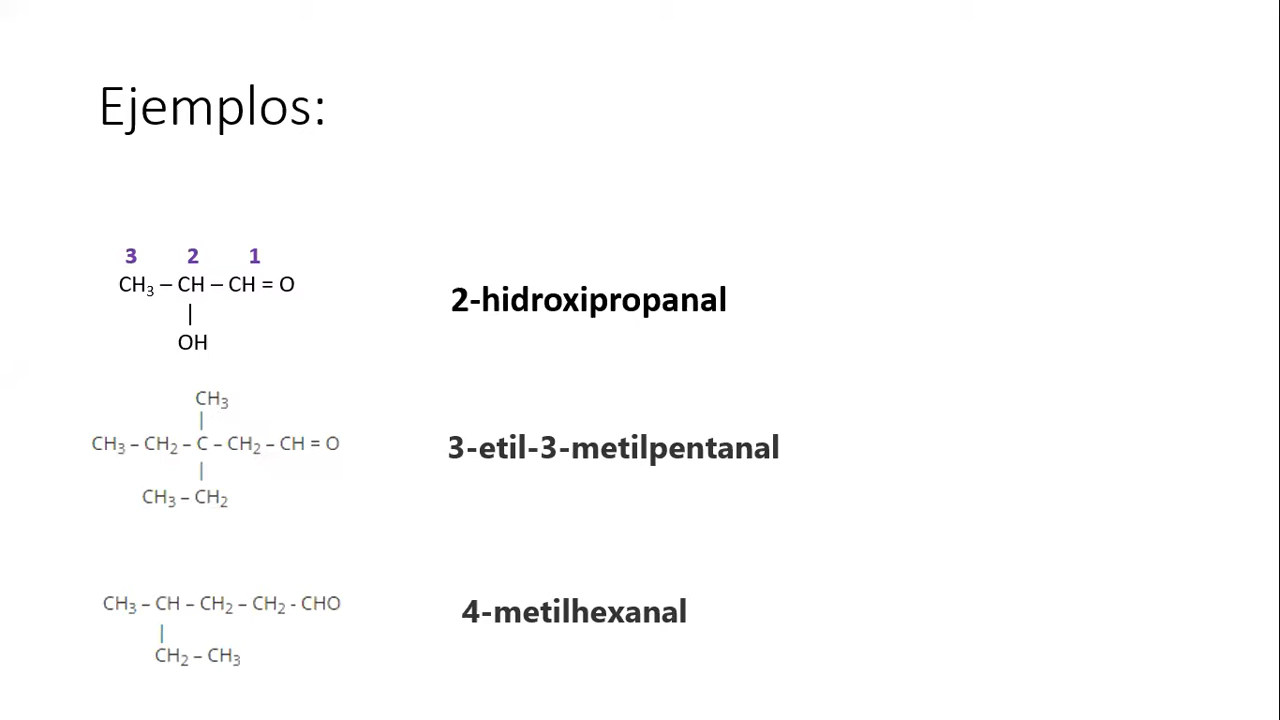 Ejemplos:
3 2 1
CH₃ – CH – CH = O
|
OH
2-hidroxipropanal
CH₃
|
CH₃ – CH₂ – C – CH₂ – CH = O
|
CH₃ – CH₂
3-etil-3-metilpentanal
CH₃ – CH – CH₂ – CH₂ - CHO
|
CH₂ – CH₃
4-metilhexanal